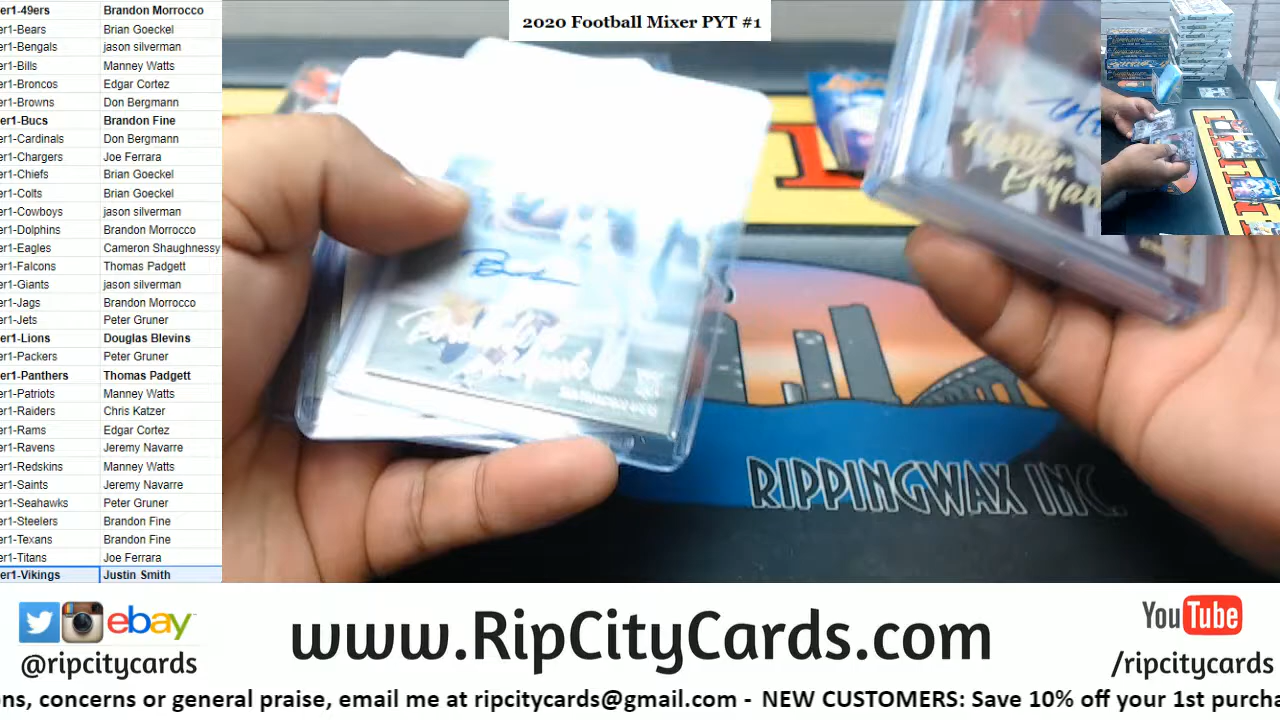 2020 Football Mixer PYT #1
er1-49ers Brandon Morrocco
er1-Bears Brian Goeckel
er1-Bengals jason silverman
er1-Bills Manney Watts
er1-Broncos Edgar Cortez
er1-Browns Don Bergmann
er1-Bucs Brandon Fine
er1-Cardinals Don Bergmann
er1-Chargers Joe Ferrara
er1-Chiefs Brian Goeckel
er1-Colts Brian Goeckel
er1-Cowboys jason silverman
er1-Dolphins Brandon Morrocco
er1-Eagles Cameron Shaughnessy
er1-Falcons Thomas Padgett
er1-Giants jason silverman
er1-Jags Brandon Morrocco
er1-Jets Peter Gruner
er1-Lions Douglas Blevins
er1-Packers Peter Gruner
er1-Panthers Thomas Padgett
er1-Patriots Manney Watts
er1-Raiders Chris Katzer
er1-Rams Edgar Cortez
er1-Ravens Jeremy Navarre
er1-Redskins Manney Watts
er1-Saints Jeremy Navarre
er1-Seahawks Peter Gruner
er1-Steelers Brandon Fine
er1-Texans Brandon Fine
er1-Titans Joe Ferrara
er1-Vikings Justin Smith
Hunter
Bryant
RIPPINGWAX INC.
ebay
@ripcitycards
www.RipCityCards.com
YouTube
/ripcitycards
ons, concerns or general praise, email me at ripcitycards@gmail.com - NEW CUSTOMERS: Save 10% off your 1st purcha